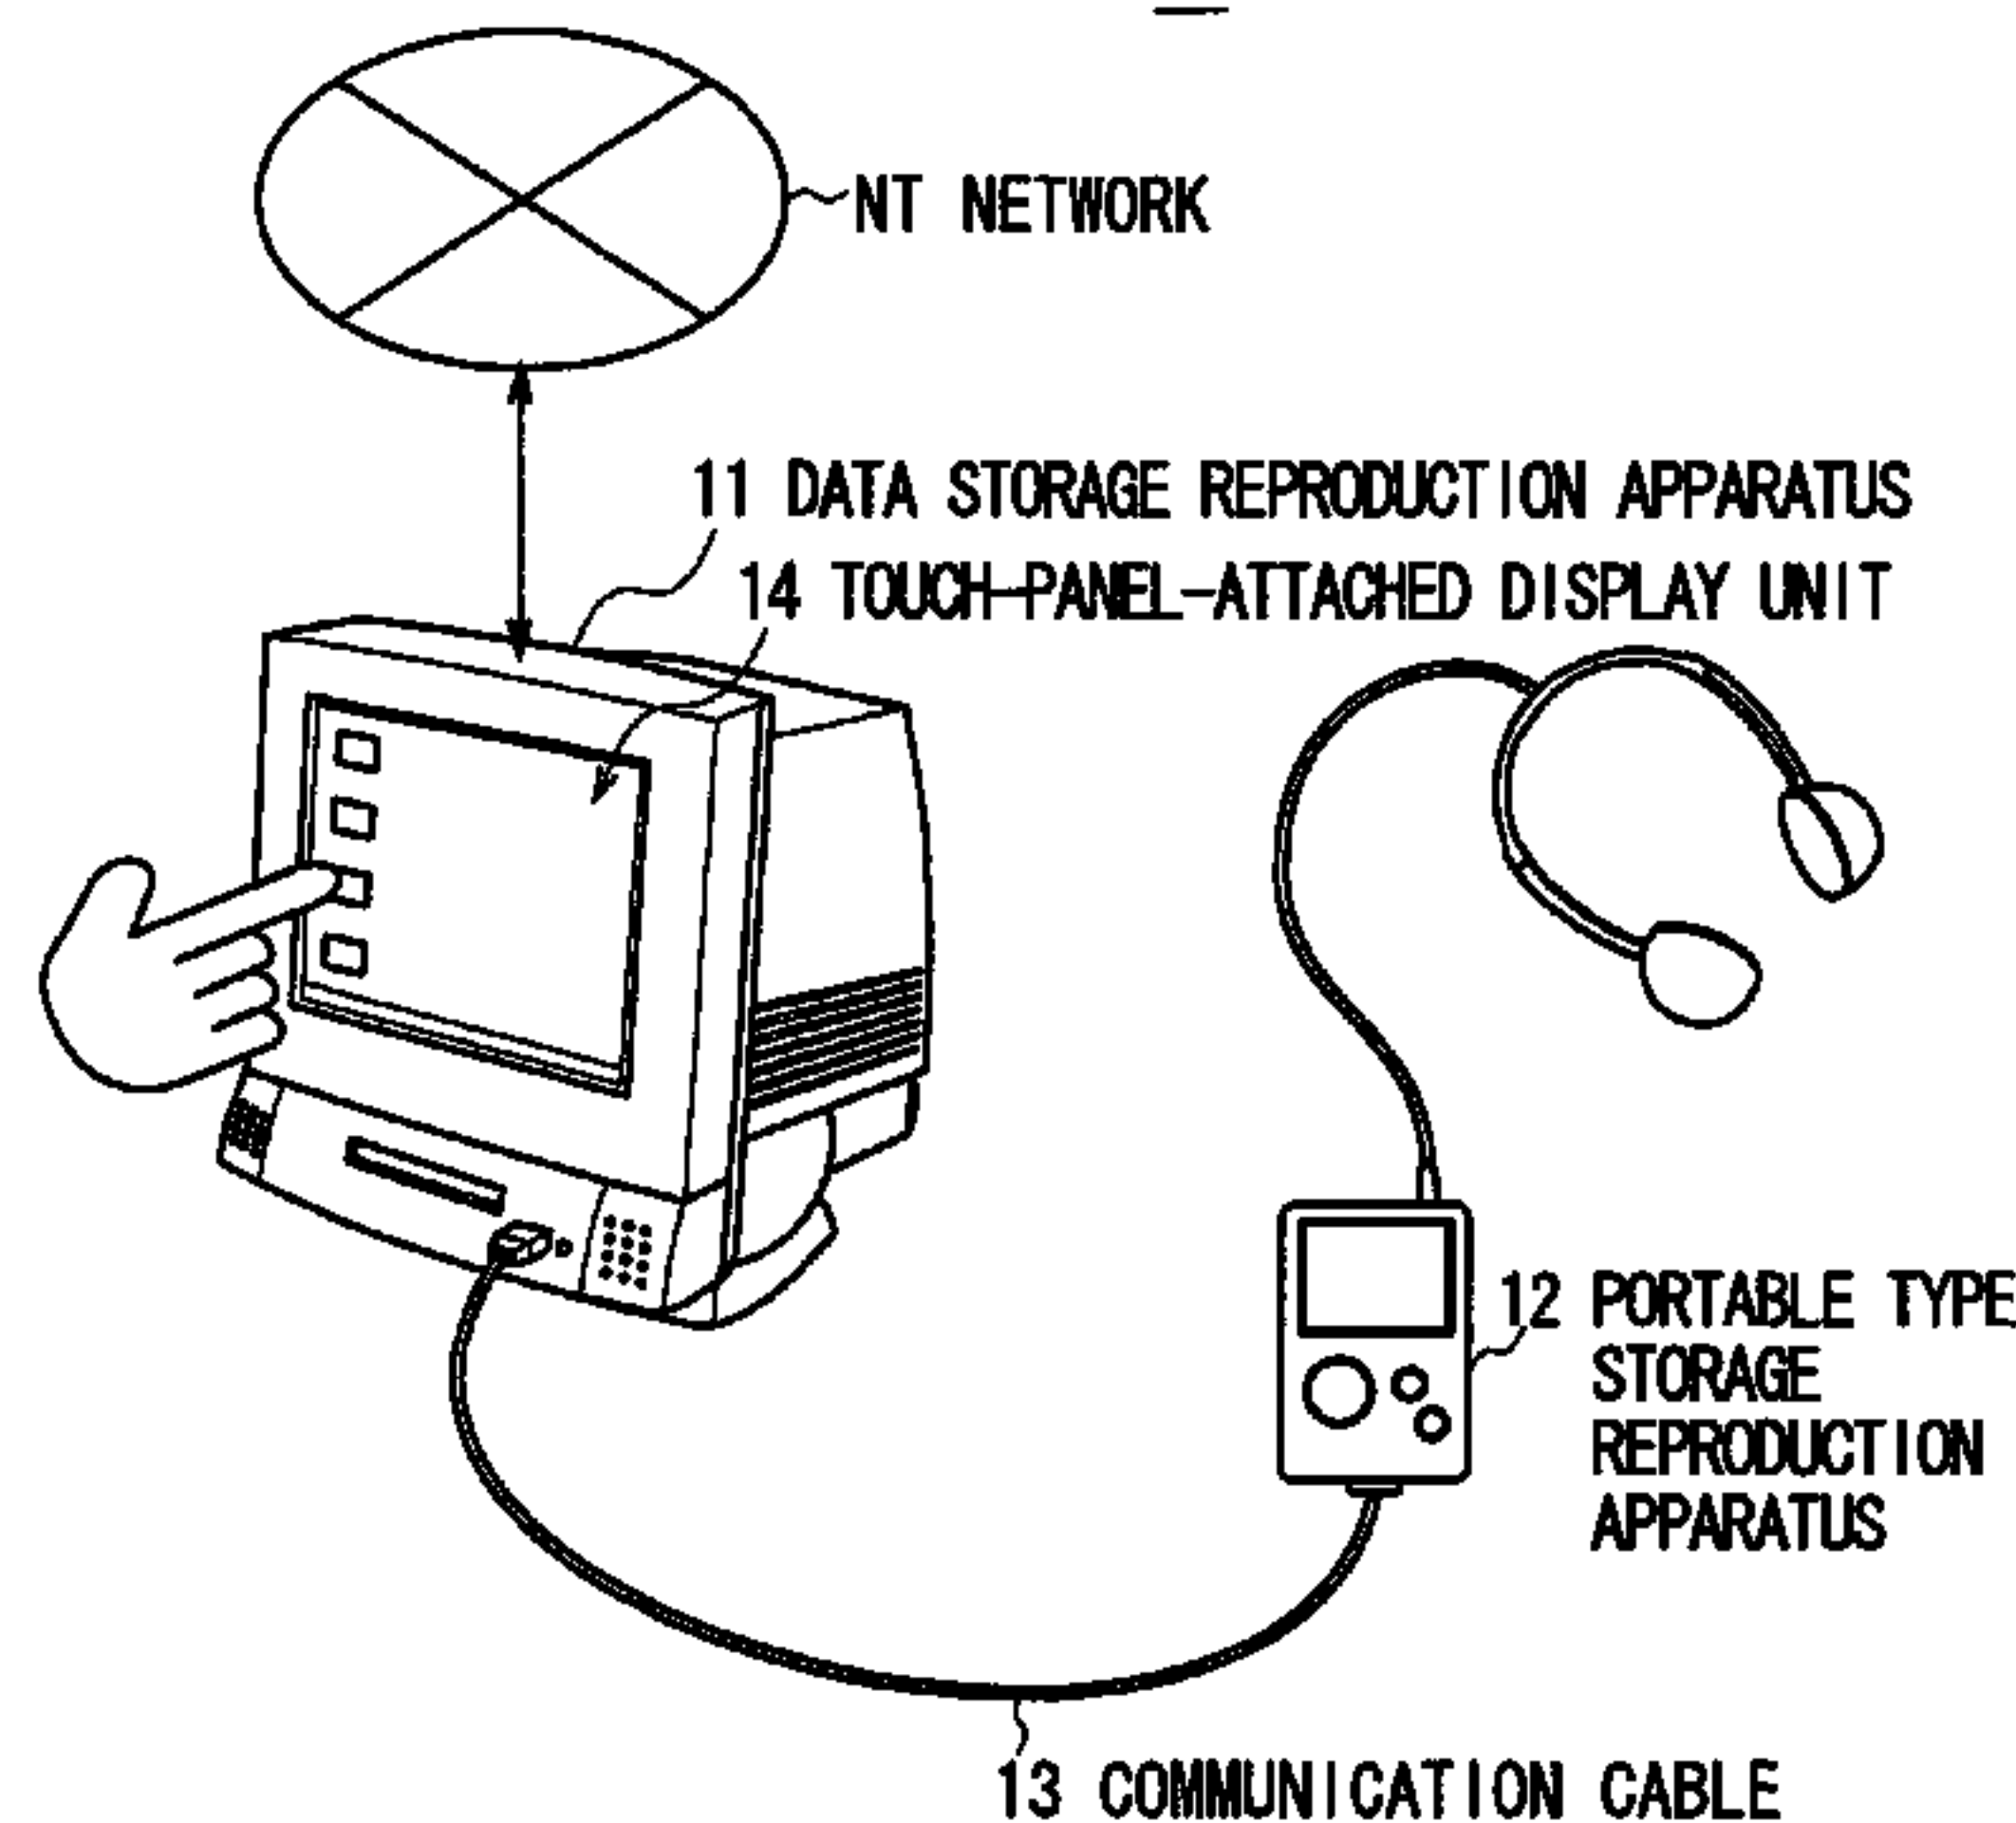 NT NETWORK
11 DATA STORAGE REPRODUCTION APPARATUS
14 TOUCH-PANEL-ATTACHED DISPLAY UNIT
12 PORTABLE TYPE
STORAGE
REPRODUCTION
APPARATUS
13 COMMUNICATION CABLE